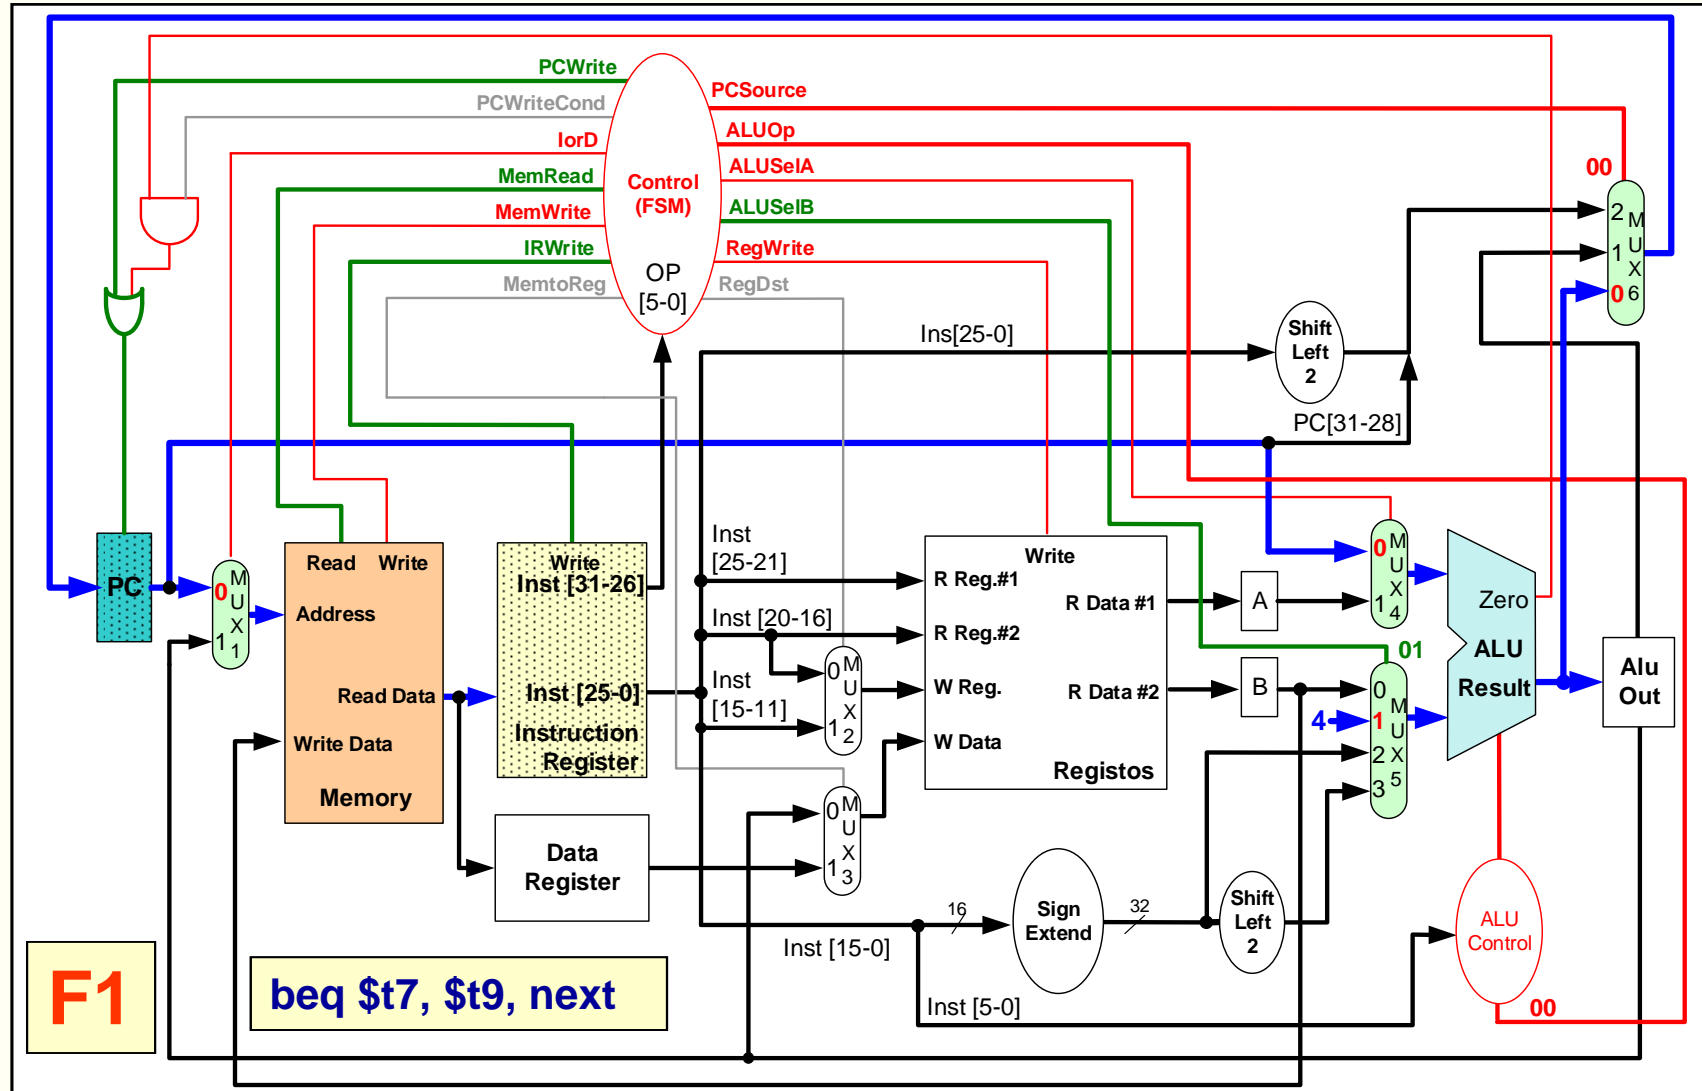 PCWrite
PCWriteCond
IorD
MemRead
MemWrite
IRWrite
MemtoReg
Control
(FSM)
OP
[5-0]
PCSource
ALUOp
ALUSelA
ALUSelB
RegWrite
RegDst
00
2
1
0
M
U
X
6
Ins[25-0]
Shift
Left
2
PC[31-28]
PC
0
1
M
U
X
1
Read Write
Address
Read Data
Write Data
Memory
Write
Inst [31-26]
Inst [25-0]
Instruction
Register
Data
Register
Inst
[25-21]
Inst [20-16]
Inst
[15-11]
0
1
M
U
X
2
0
1
M
U
X
3
Write
R Reg.#1
R Data #1
R Reg.#2
W Reg.
R Data #2
W Data
Registos
A
B
0
1
M
U
X
4
01
4
0
1
2
3
M
U
X
5
Zero
ALU
Result
Alu
Out
Inst [15-0]
16
Sign
Extend
32
Shift
Left
2
ALU
Control
Inst [5-0]
00
F1
beq $t7, $t9, next